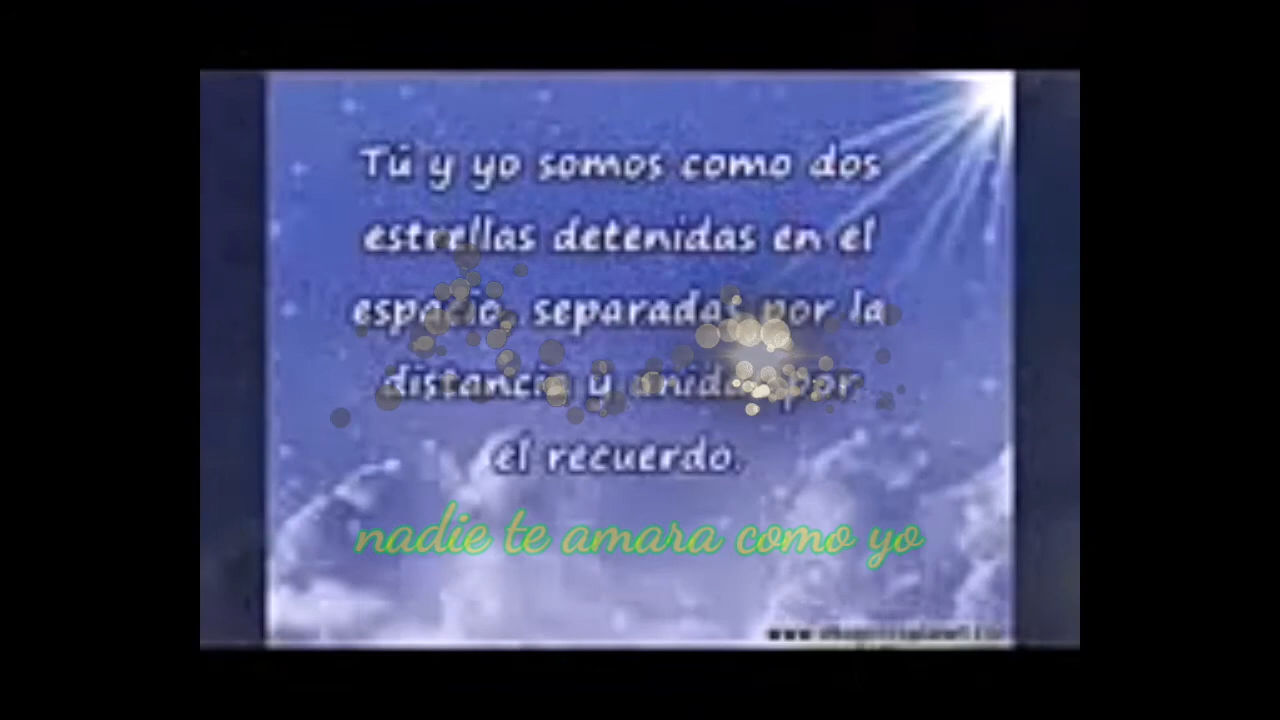 Tú y yo somos como dos
estrellas detenidas en el
espacio, separadas por la
distancia y unidas por
el recuerdo.
nadie te amara como yo